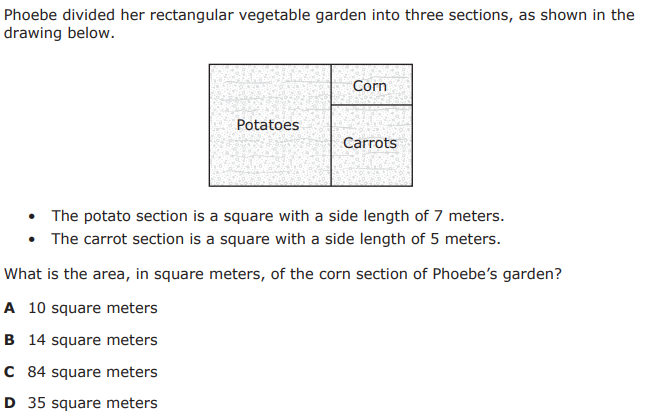 Phoebe divided her rectangular vegetable garden into three sections, as shown in the
drawing below.
Corn
Potatoes
Carrots
• The potato section is a square with a side length of 7 meters.
• The carrot section is a square with a side length of 5 meters.
What is the area, in square meters, of the corn section of Phoebe’s garden?
A 10 square meters
B 14 square meters
C 84 square meters
D 35 square meters